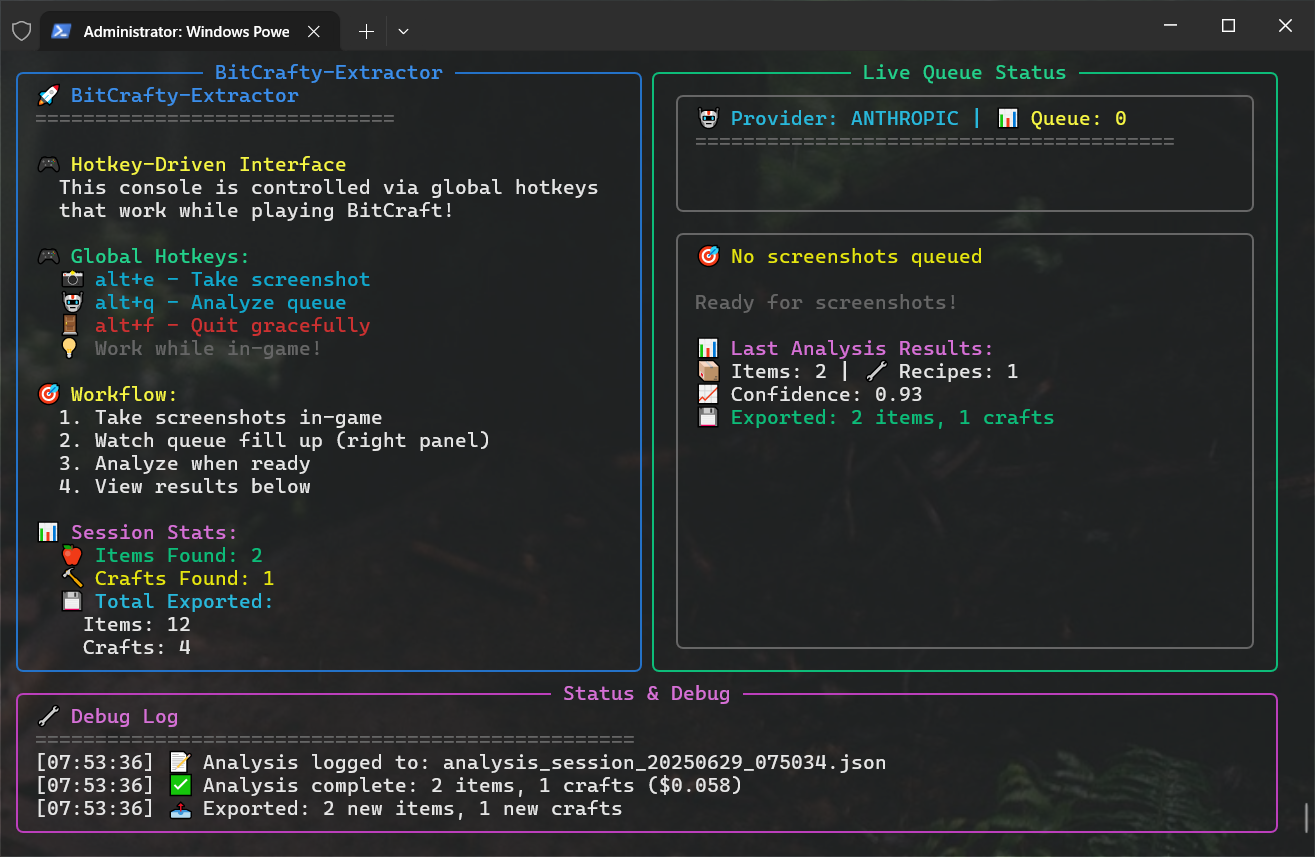 Administrator: Windows Powe
BitCrafty-Extractor
BitCrafty-Extractor
==============================
Hotkey-Driven Interface
This console is controlled via global hotkeys
that work while playing BitCraft!
Global Hotkeys:
alt+e - Take screenshot
alt+q - Analyze queue
alt+f - Quit gracefully
Work while in-game!
Workflow:
1. Take screenshots in-game
2. Watch queue fill up (right panel)
3. Analyze when ready
4. View results below
Session Stats:
Items Found: 2
Crafts Found: 1
Total Exported:
Items: 12
Crafts: 4
Live Queue Status
Provider: ANTHROPIC | Queue: 0
========================================
No screenshots queued
Ready for screenshots!
Last Analysis Results:
Items: 2 | Recipes: 1
Confidence: 0.93
Exported: 2 items, 1 crafts
Status & Debug
Debug Log
==================================================
[07:53:36] Analysis logged to: analysis_session_20250629_075034.json
[07:53:36] Analysis complete: 2 items, 1 crafts ($0.058)
[07:53:36] Exported: 2 new items, 1 new crafts